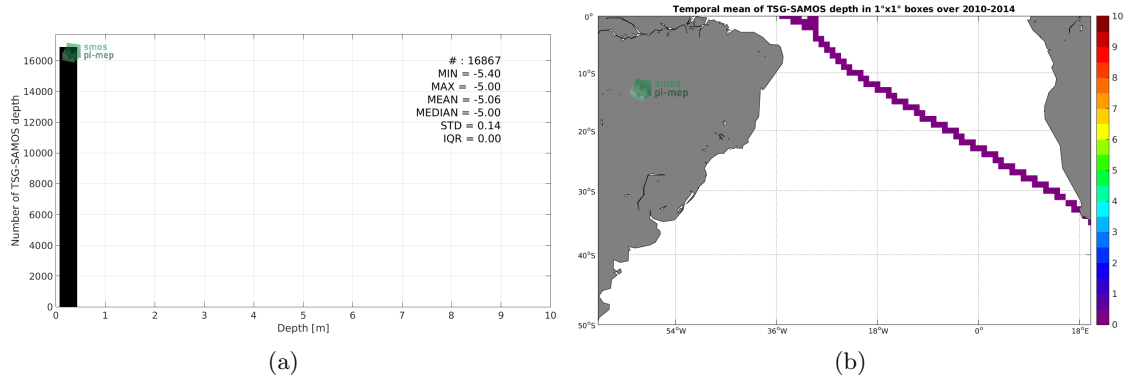 smos
pi-mep
# : 16867
MIN = -5.40
MAX = -5.00
MEAN = -5.06
MEDIAN = -5.00
STD = 0.14
IQR = 0.00
16000
14000
12000
10000
8000
6000
4000
2000
0
Number of TSG-SAMOS depth
0 1 2 3 4 5 6 7 8 9 10
Depth [m]
(a)
Temporal mean of TSG-SAMOS depth in 1°x1° boxes over 2010-2014
smos
pi-mep
0°
10°S
20°S
30°S
40°S
50°S
54°W 36°W 18°W 0° 18°E
10
9
8
7
6
5
4
3
2
1
0
(b)